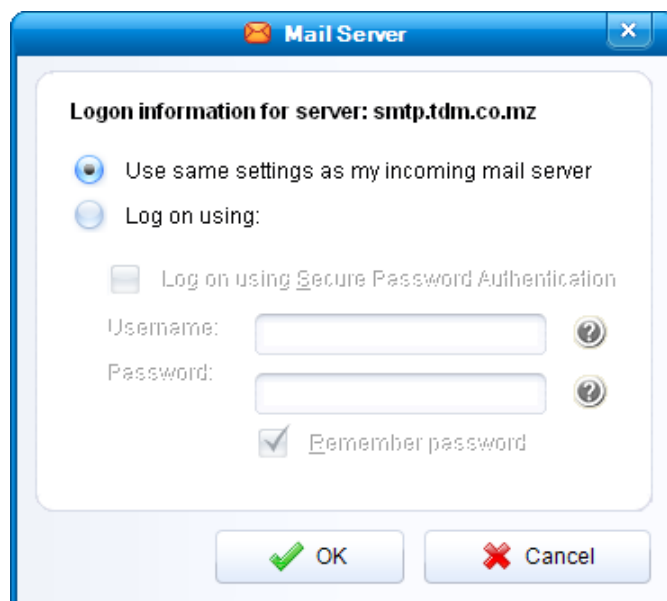 Mail Server
Logon information for server: smtp.tdm.co.mz
Use same settings as my incoming mail server
Log on using:
Log on using Secure Password Authentication
Username:
Password:
Remember password
OK Cancel